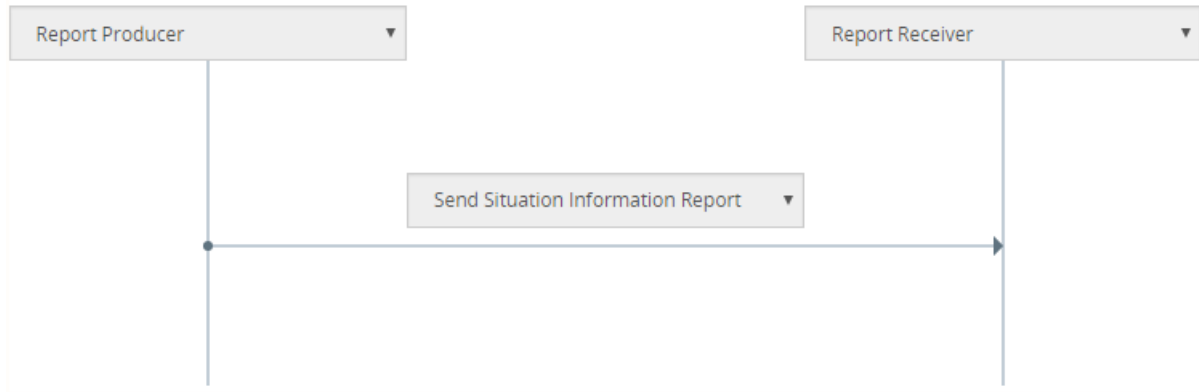 Report Producer
Report Receiver
Send Situation Information Report